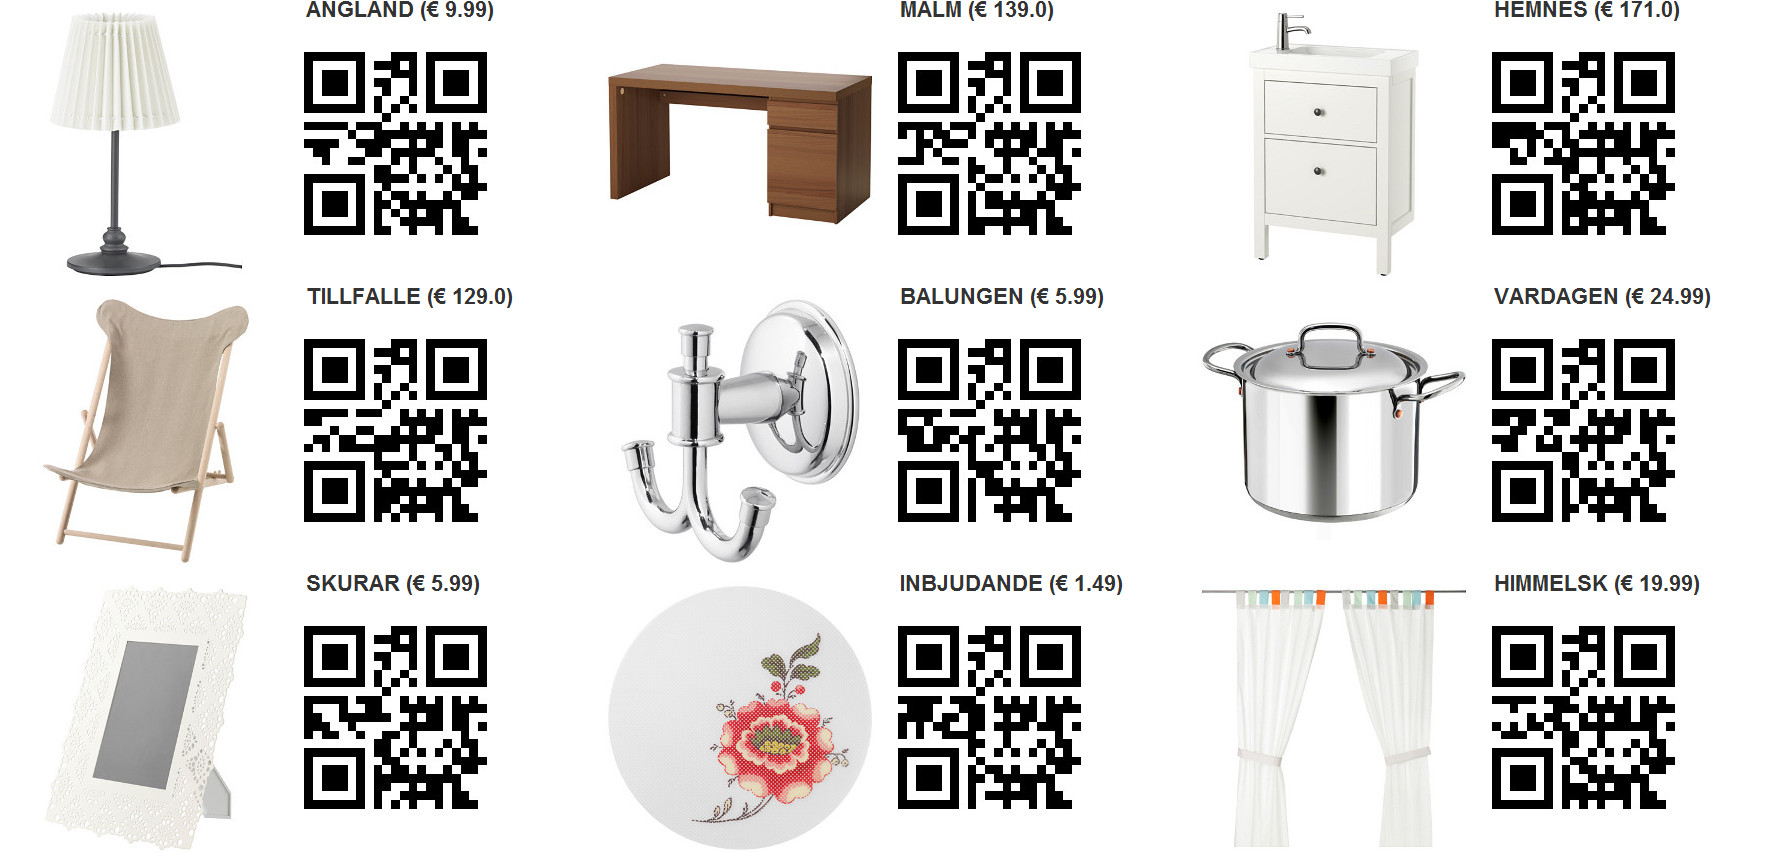 ANGLAND (€ 9.99)
MALM (€ 139.0)
HEMNES (€ 171.0)
TILLFALLE (€ 129.0)
BALUNGEN (€ 5.99)
VARDAGEN (€ 24.99)
SKURAR (€ 5.99)
INBJUDANDE (€ 1.49)
HIMMELSK (€ 19.99)